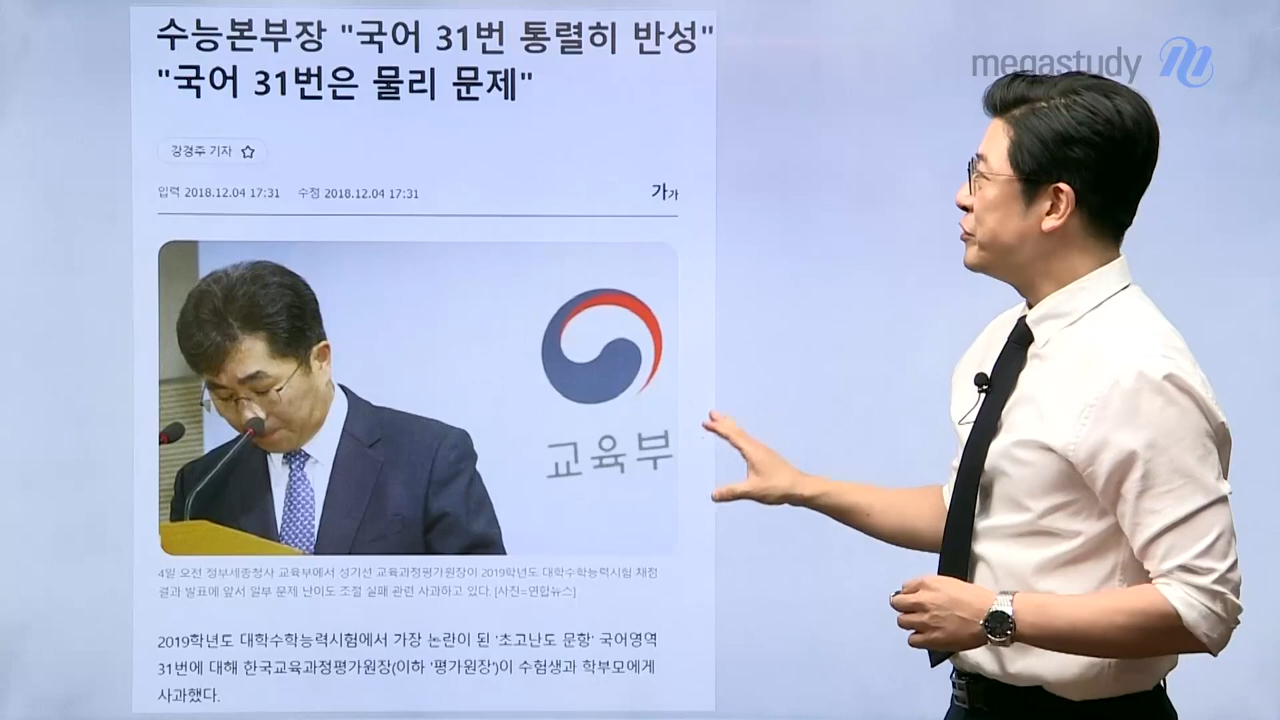 수능본부장 "국어 31번 통렬히 반성"
"국어 31번은 물리 문제"
megastudy
강경주 기자
입력 2018.12.04 17:31 수정 2018.12.04 17:31
가가
교육부
4일 오전 정부세종청사 교육부에서 성기선 교육과정평가원장이 2019학년도 대학수학능력시험 채점
결과 발표에 앞서 일부 문제 난이도 조절 실패 관련 사과하고 있다. [사진=연합뉴스]
2019학년도 대학수학능력시험에서 가장 논란이 된 '초고난도 문항' 국어영역
31번에 대해 한국교육과정평가원장(이하 '평가원장')이 수험생과 학부모에게
사과했다.